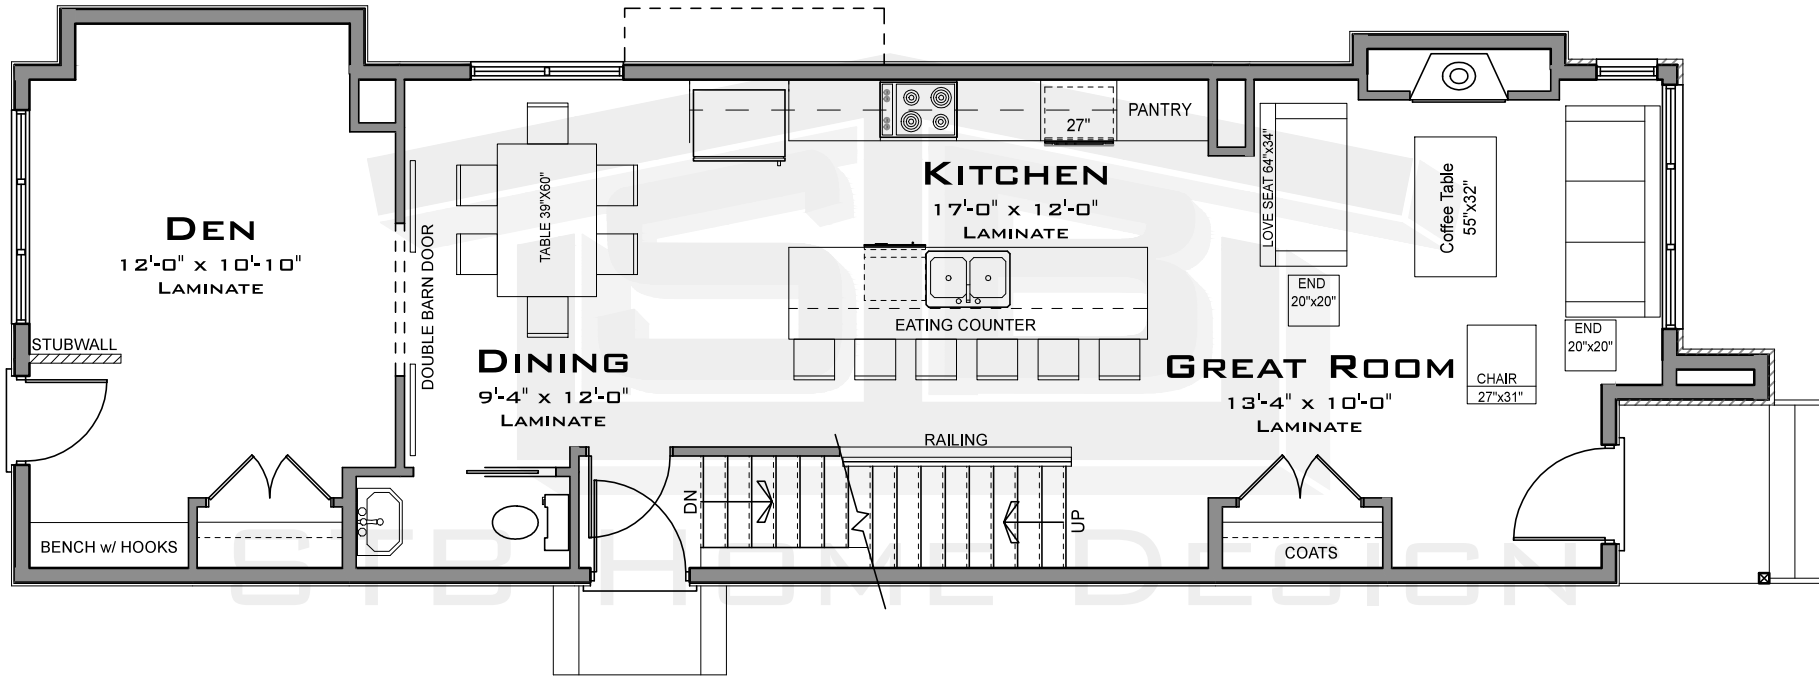 DEN
12'-0" x 10'-10"
LAMINATE
STUBWALL
BENCH w/ HOOKS
DOUBLE BARN DOOR
TABLE 39"X60"
DINING
9'-4" x 12'-0"
LAMINATE
27"
PANTRY
KITCHEN
17'-0" x 12'-0"
LAMINATE
EATING COUNTER
RAILING
DN
UP
LOVE SEAT 64"x34"
Coffee Table
55"x32"
END
20"x20"
END
20"x20"
GREAT ROOM
13'-4" x 10'-0"
LAMINATE
CHAIR
27"x31"
COATS
STB
STB HOME DESIGN